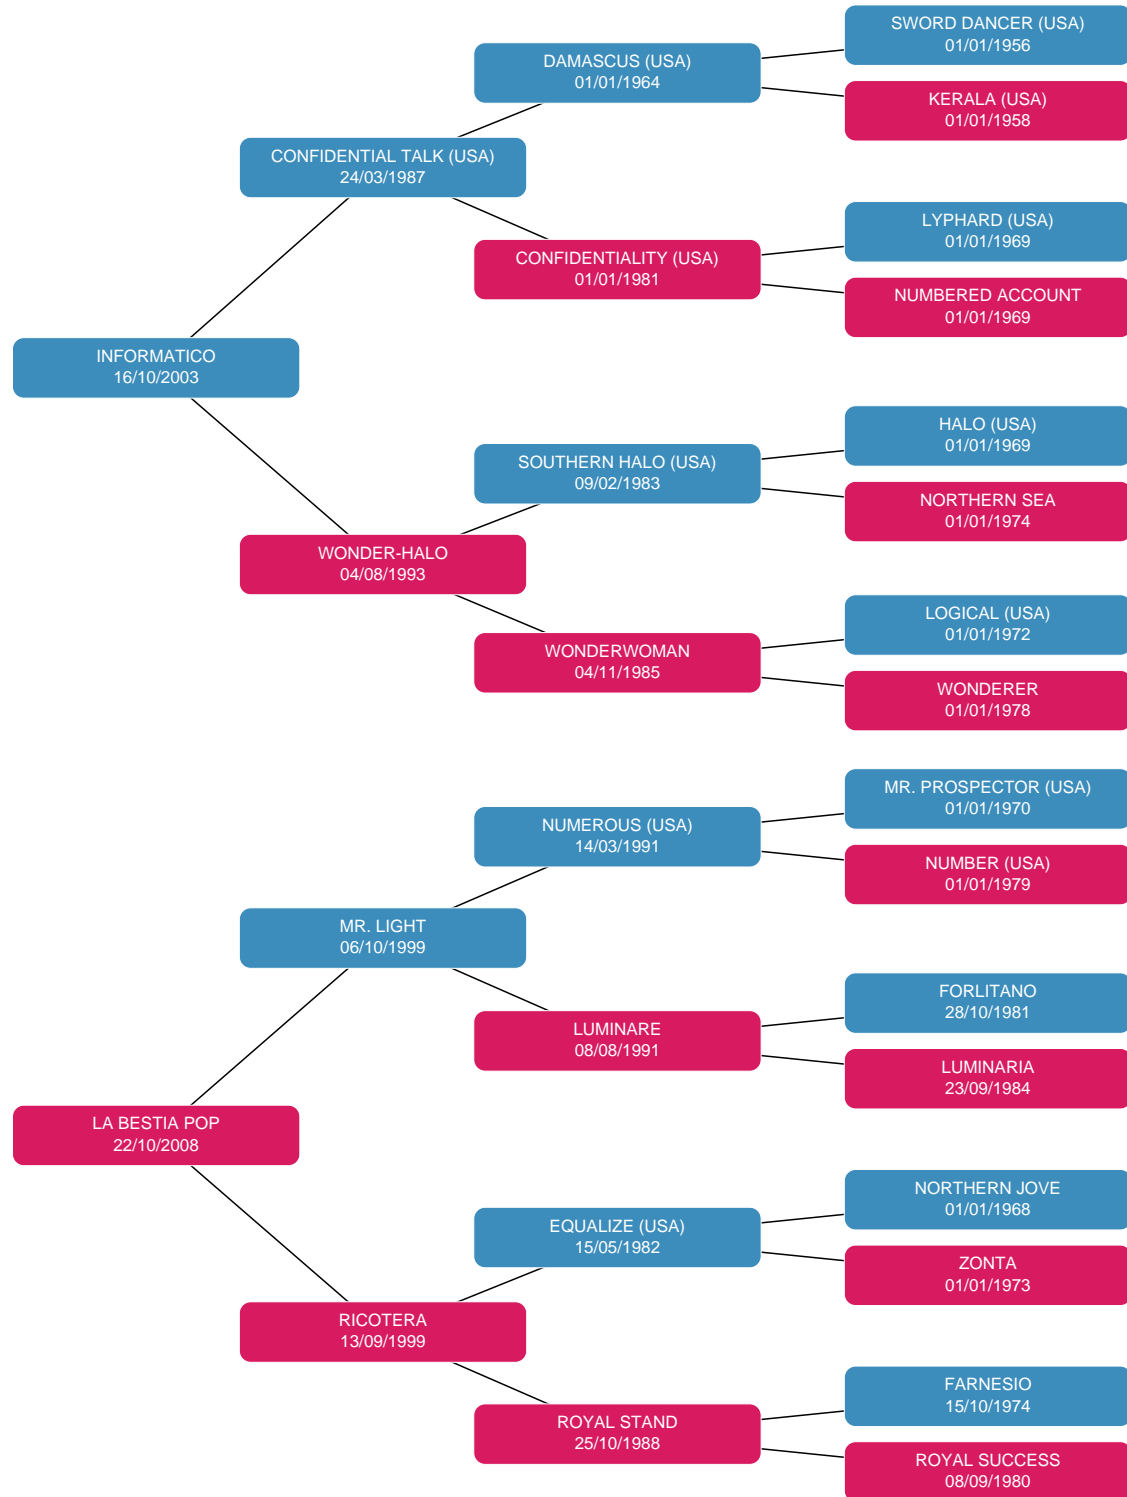 SWORD DANCER (USA)
01/01/1956
DAMASCUS (USA)
01/01/1964
KERALA (USA)
01/01/1958
CONFIDENTIAL TALK (USA)
24/03/1987
LYPHARD (USA)
01/01/1969
CONFIDENTIALITY (USA)
01/01/1981
NUMBERED ACCOUNT
01/01/1969
INFORMATICO
16/10/2003
HALO (USA)
01/01/1969
SOUTHERN HALO (USA)
09/02/1983
NORTHERN SEA
01/01/1974
WONDER-HALO
04/08/1993
LOGICAL (USA)
01/01/1972
WONDERWOMAN
04/11/1985
WONDERER
01/01/1978
MR. PROSPECTOR (USA)
01/01/1970
NUMEROUS (USA)
14/03/1991
NUMBER (USA)
01/01/1979
MR. LIGHT
06/10/1999
FORLITANO
28/10/1981
LUMINARE
08/08/1991
LUMINARIA
23/09/1984
LA BESTIA POP
22/10/2008
NORTHERN JOVE
01/01/1968
EQUALIZE (USA)
15/05/1982
ZONTA
01/01/1973
RICOTERA
13/09/1999
FARNESIO
15/10/1974
ROYAL STAND
25/10/1988
ROYAL SUCCESS
08/09/1980